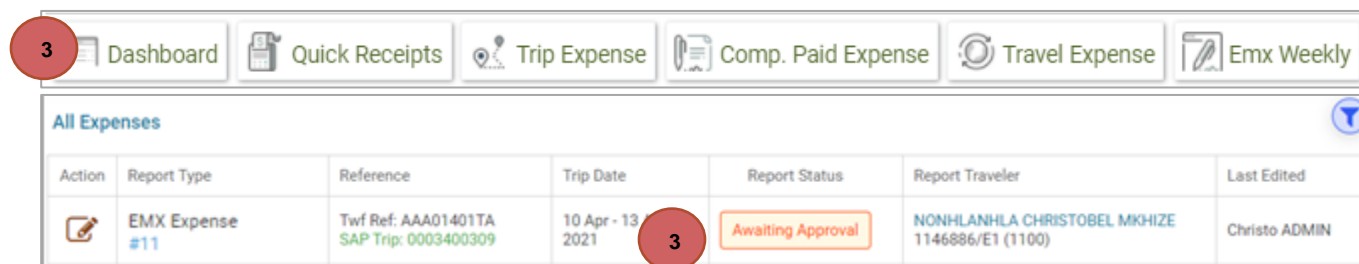 3 Dashboard Quick Receipts Trip Expense Comp. Paid Expense Travel Expense Emx Weekly
All Expenses
Action Report Type Reference Trip Date Report Status Report Traveler Last Edited
EMX Expense Twf Ref: AAA01401TA 10 Apr - 13 Awaiting Approval NONHLANHLA CHRISTOBEL MKHIZE Christo ADMIN
#11 SAP Trip: 0003400309 2021 3 1146886/E1 (1100)